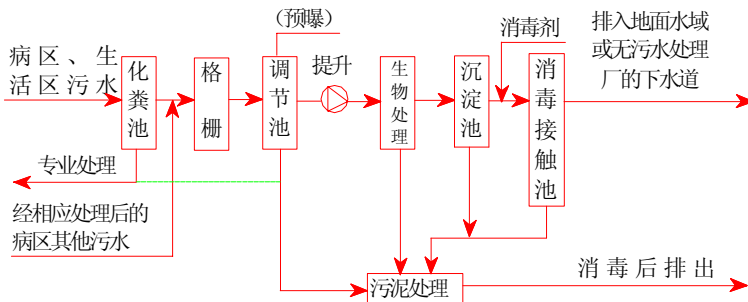 （预曝）
消毒剂
排入地面水域
或无污水处理
厂的下水道
病区、生
活区污水
化粪池
格栅
调节池
提升
生物处理
沉淀池
消毒接触池
专业处理
经相应处理后的
病区其他污水
污泥处理
消毒后排出